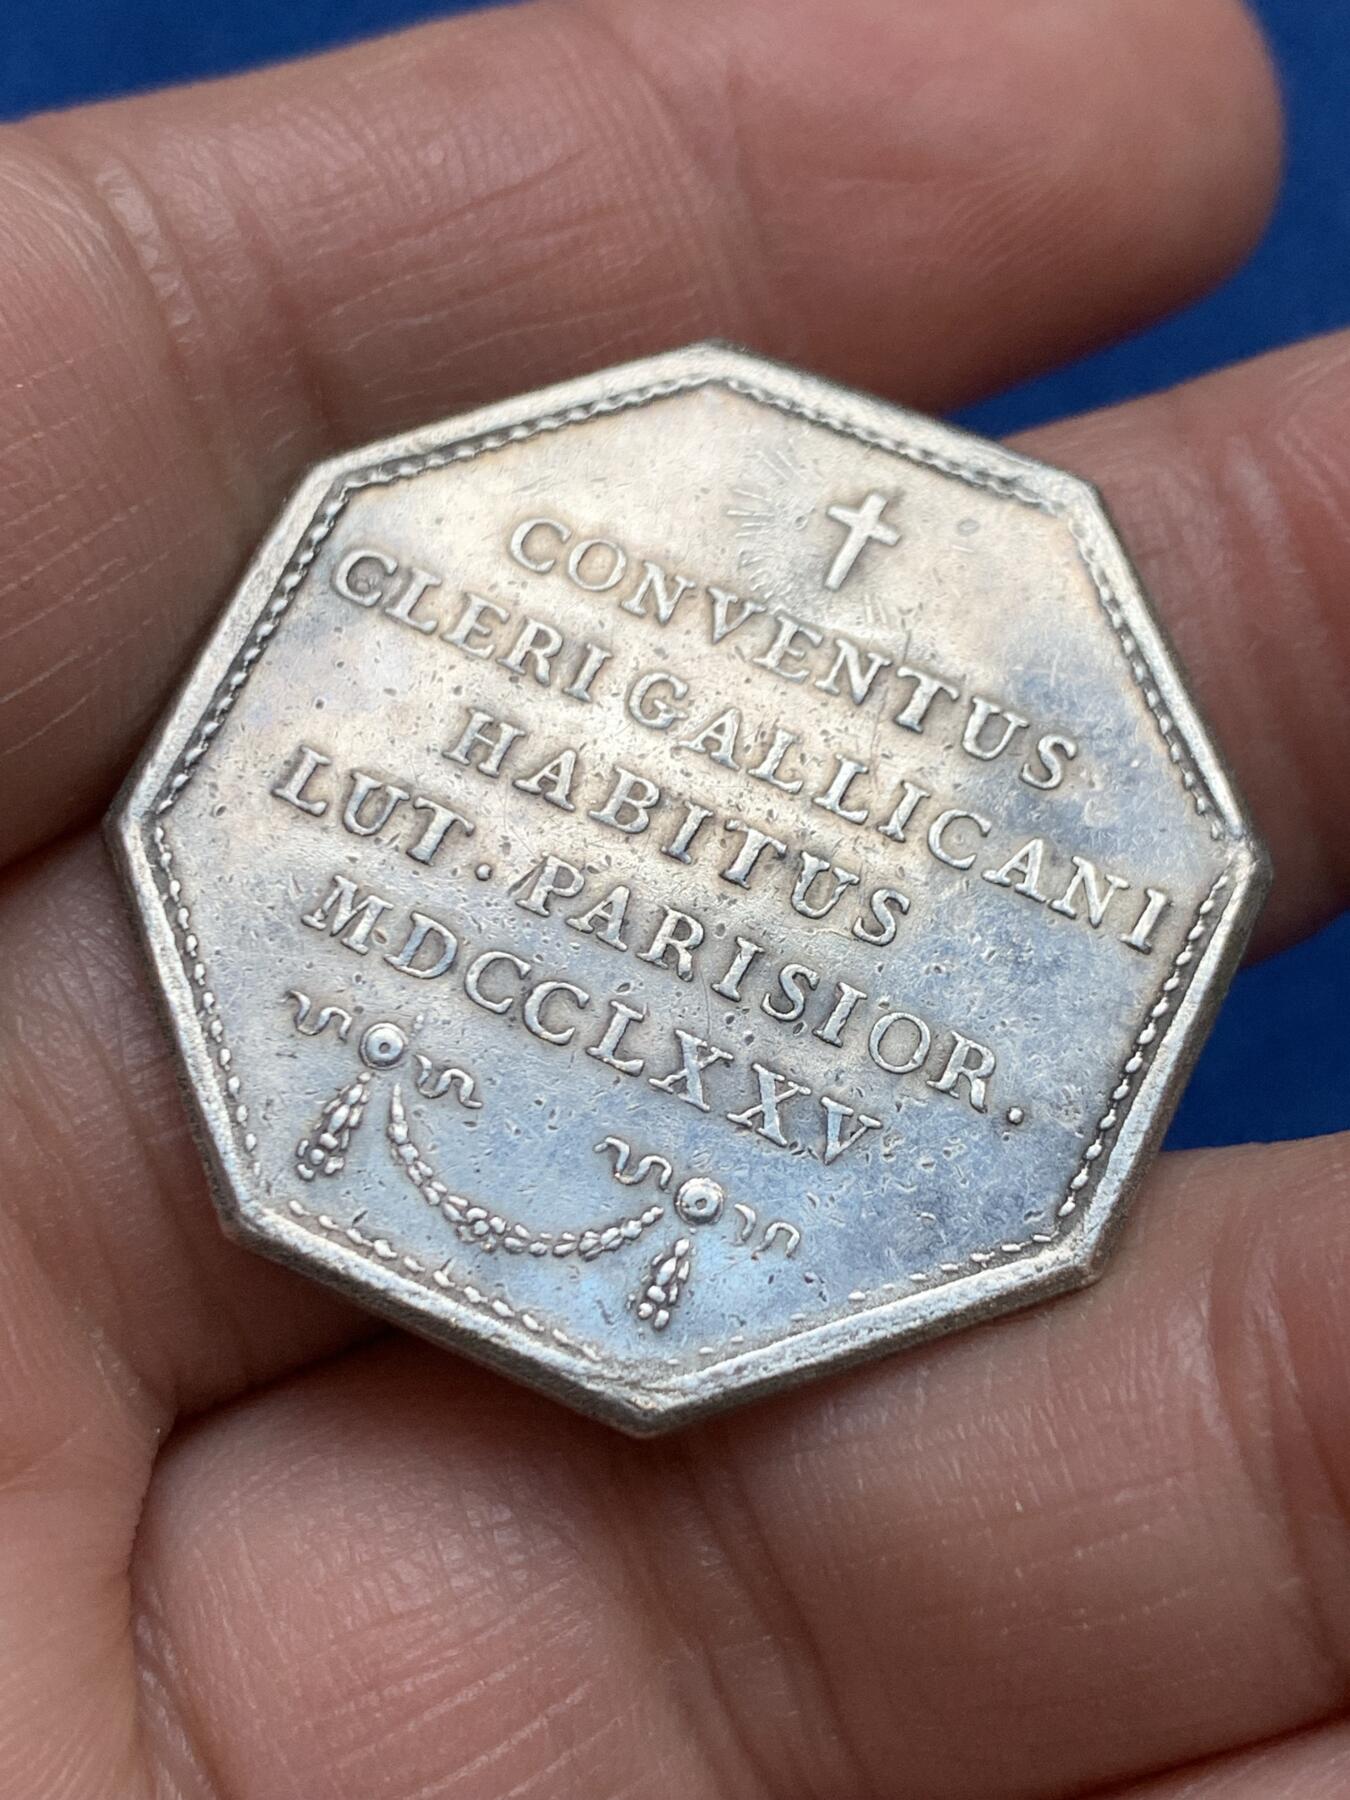 CONVENTUS
CLERI GALLICANI
HABITUS
LUT. PARISIOR.
MDCCLXXV